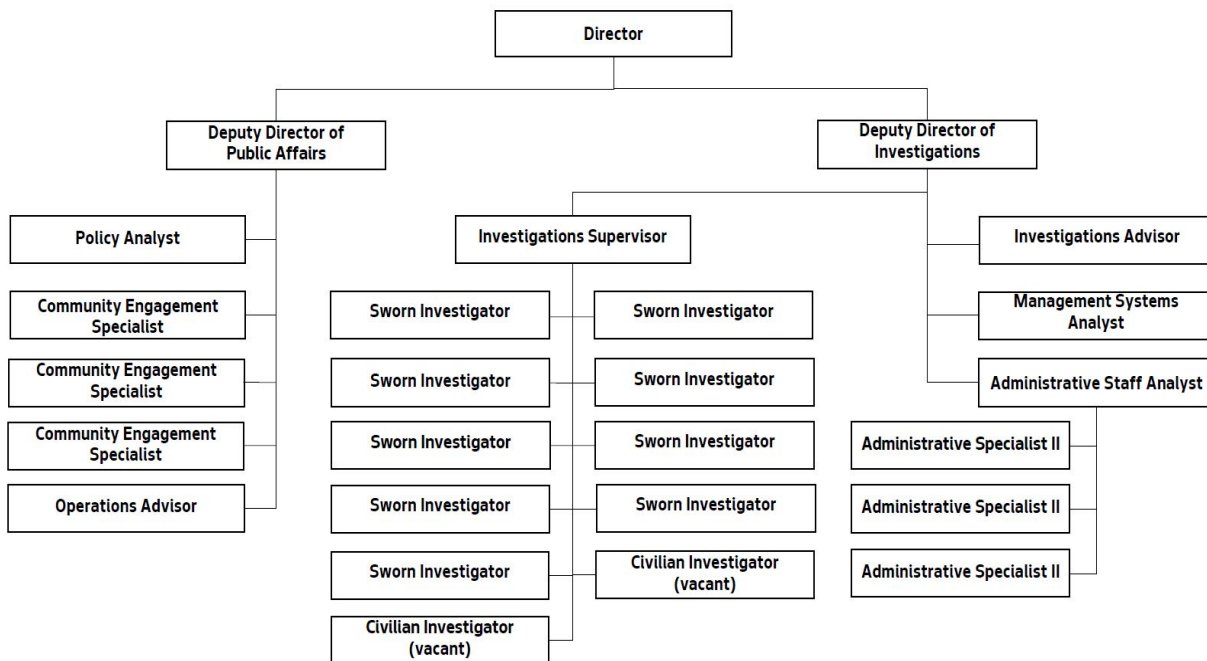 Director
Deputy Director of
Public Affairs
Deputy Director of
Investigations
Policy Analyst
Investigations Supervisor
Investigations Advisor
Community Engagement
Specialist
Sworn Investigator
Sworn Investigator
Management Systems
Analyst
Community Engagement
Specialist
Sworn Investigator
Sworn Investigator
Administrative Staff Analyst
Community Engagement
Specialist
Sworn Investigator
Sworn Investigator
Administrative Specialist II
Operations Advisor
Sworn Investigator
Sworn Investigator
Administrative Specialist II
Sworn Investigator
Civilian Investigator
(vacant)
Administrative Specialist II
Civilian Investigator
(vacant)